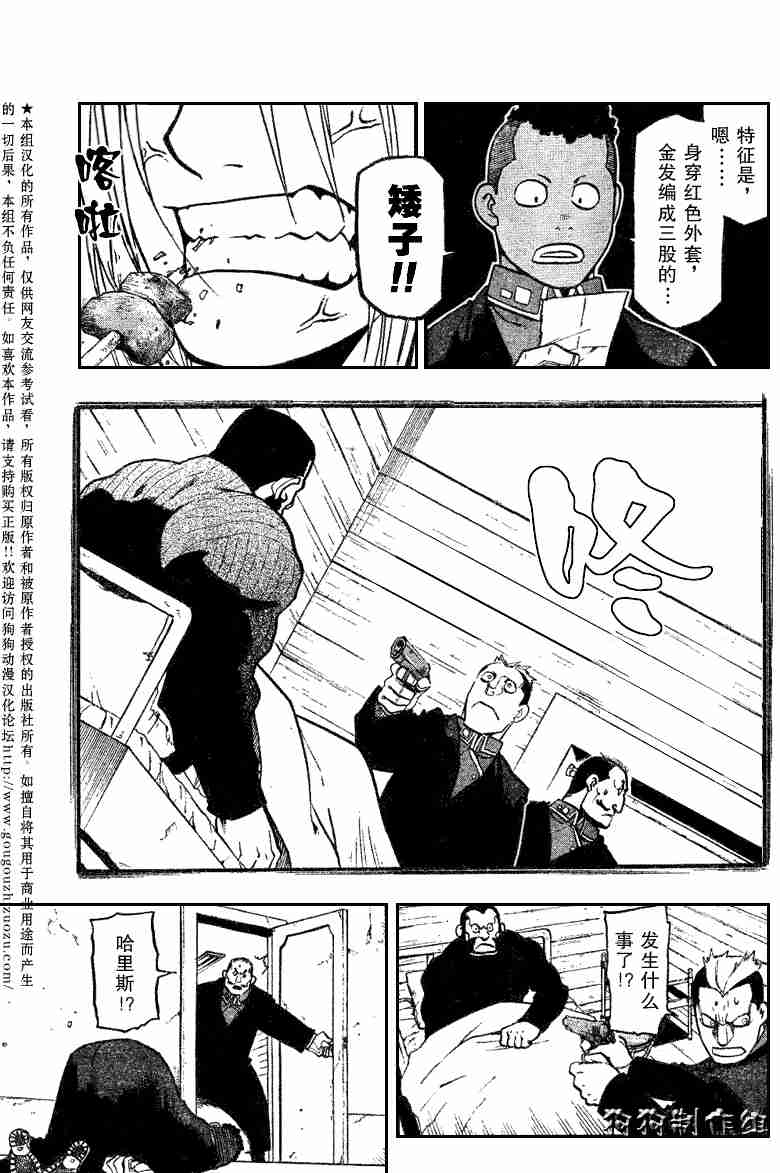 特征是，
嗯……
身穿红色外套，
金发编成三股的…
矮子!!
喀啦
咚
发生什么
事了!?
哈里斯
!?
★本组汉化的所有作品，仅供网友交流参考试看，所有版权归原作者和被原作者授权的出版社所有。如擅自将其用于商业用途而产生
的一切后果，本组不负任何责任。如喜欢本作品，请支持购买正版!!欢迎访问狗狗动漫汉化论坛http://www.gougouzhizuozu.com/
狗狗制作组